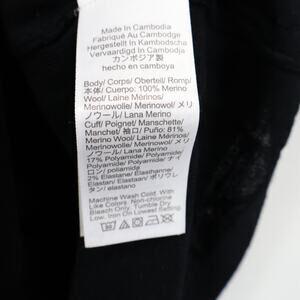 Made In Cambodia
Fabriqué Au Cambodge
Hergestellt In Kambodscha
Vervaardigd In Cambodja
カンボジア製
hecho en camboya
Body/ Corps/ Oberteil/ Romp/
本体/ Cuerpo: 100% Merino
Wool/ Laine Mérinos/
Merinowolle/ Merinowol/ メリ
ノウール/ Lana Merino
Cuff/ Poignet/ Manschette/
Manchet/ 袖口/ Puño: 81%
Merino Wool/ Laine Mérinos/
Merinowolle/ Merinowol/ メリ
ノウール/ Lana Merino
17% Polyamide/ Polyamide/
Polyamid/ Polyamide/ ナイ
ロン/ poliamida
2% Elastane/ Élasthanne/
Elastan/ Elastaan/ ポリウレ
タン/ elastano
Machine Wash Cold. With
Like Colors. Non-chlorine
Bleach Only. Tumble Dry
Low. Iron On Lowest Setting